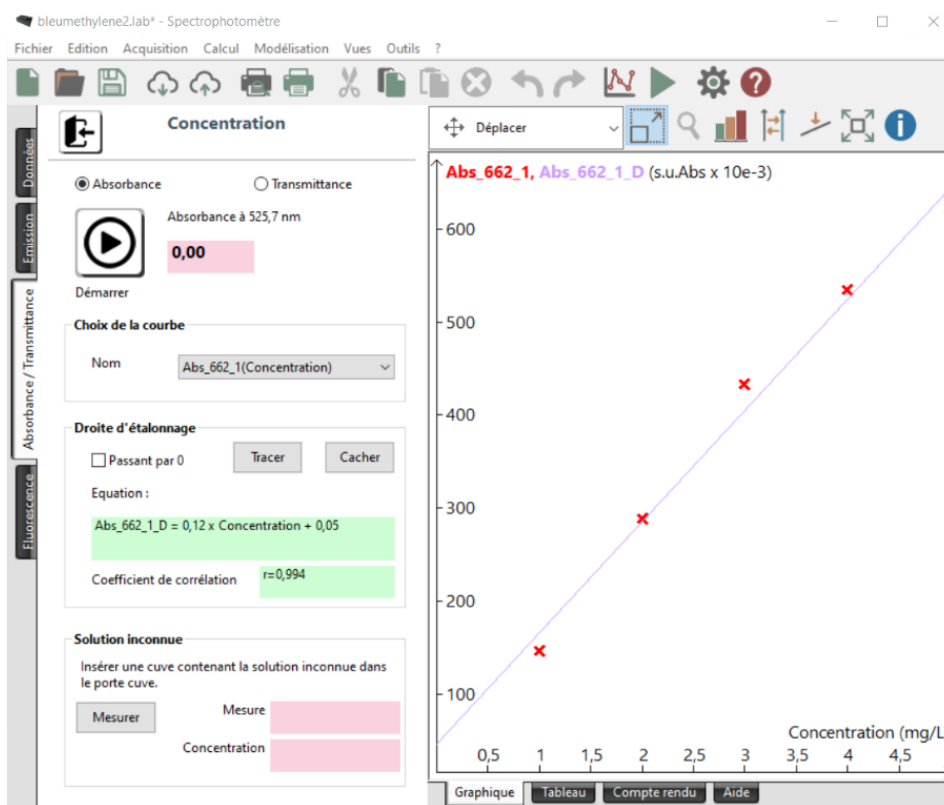 bleumethylene2.lab* - Spectrophotomètre
Fichier Edition Acquisition Calcul Modélisation Vues Outils ?
Concentration
Déplacer
Données
Emission
Absorbance / Transmittance
Fluorescence
Absorbance
Transmittance
Absorbance à 525,7 nm
0,00
Démarrer
Choix de la courbe
Nom
Abs_662_1(Concentration)
Droite d'étalonnage
Passant par 0
Tracer
Cacher
Equation :
Abs_662_1_D = 0,12 x Concentration + 0,05
Coefficient de corrélation
r=0,994
Solution inconnue
Insérer une cuve contenant la solution inconnue dans
le porte cuve.
Mesurer
Mesure
Concentration
Abs_662_1, Abs_662_1_D (s.u.Abs x 10e-3)
600
500
400
300
200
100
Concentration (mg/L
0,5 1 1,5 2 2,5 3 3,5 4 4,5
Graphique Tableau Compte rendu Aide